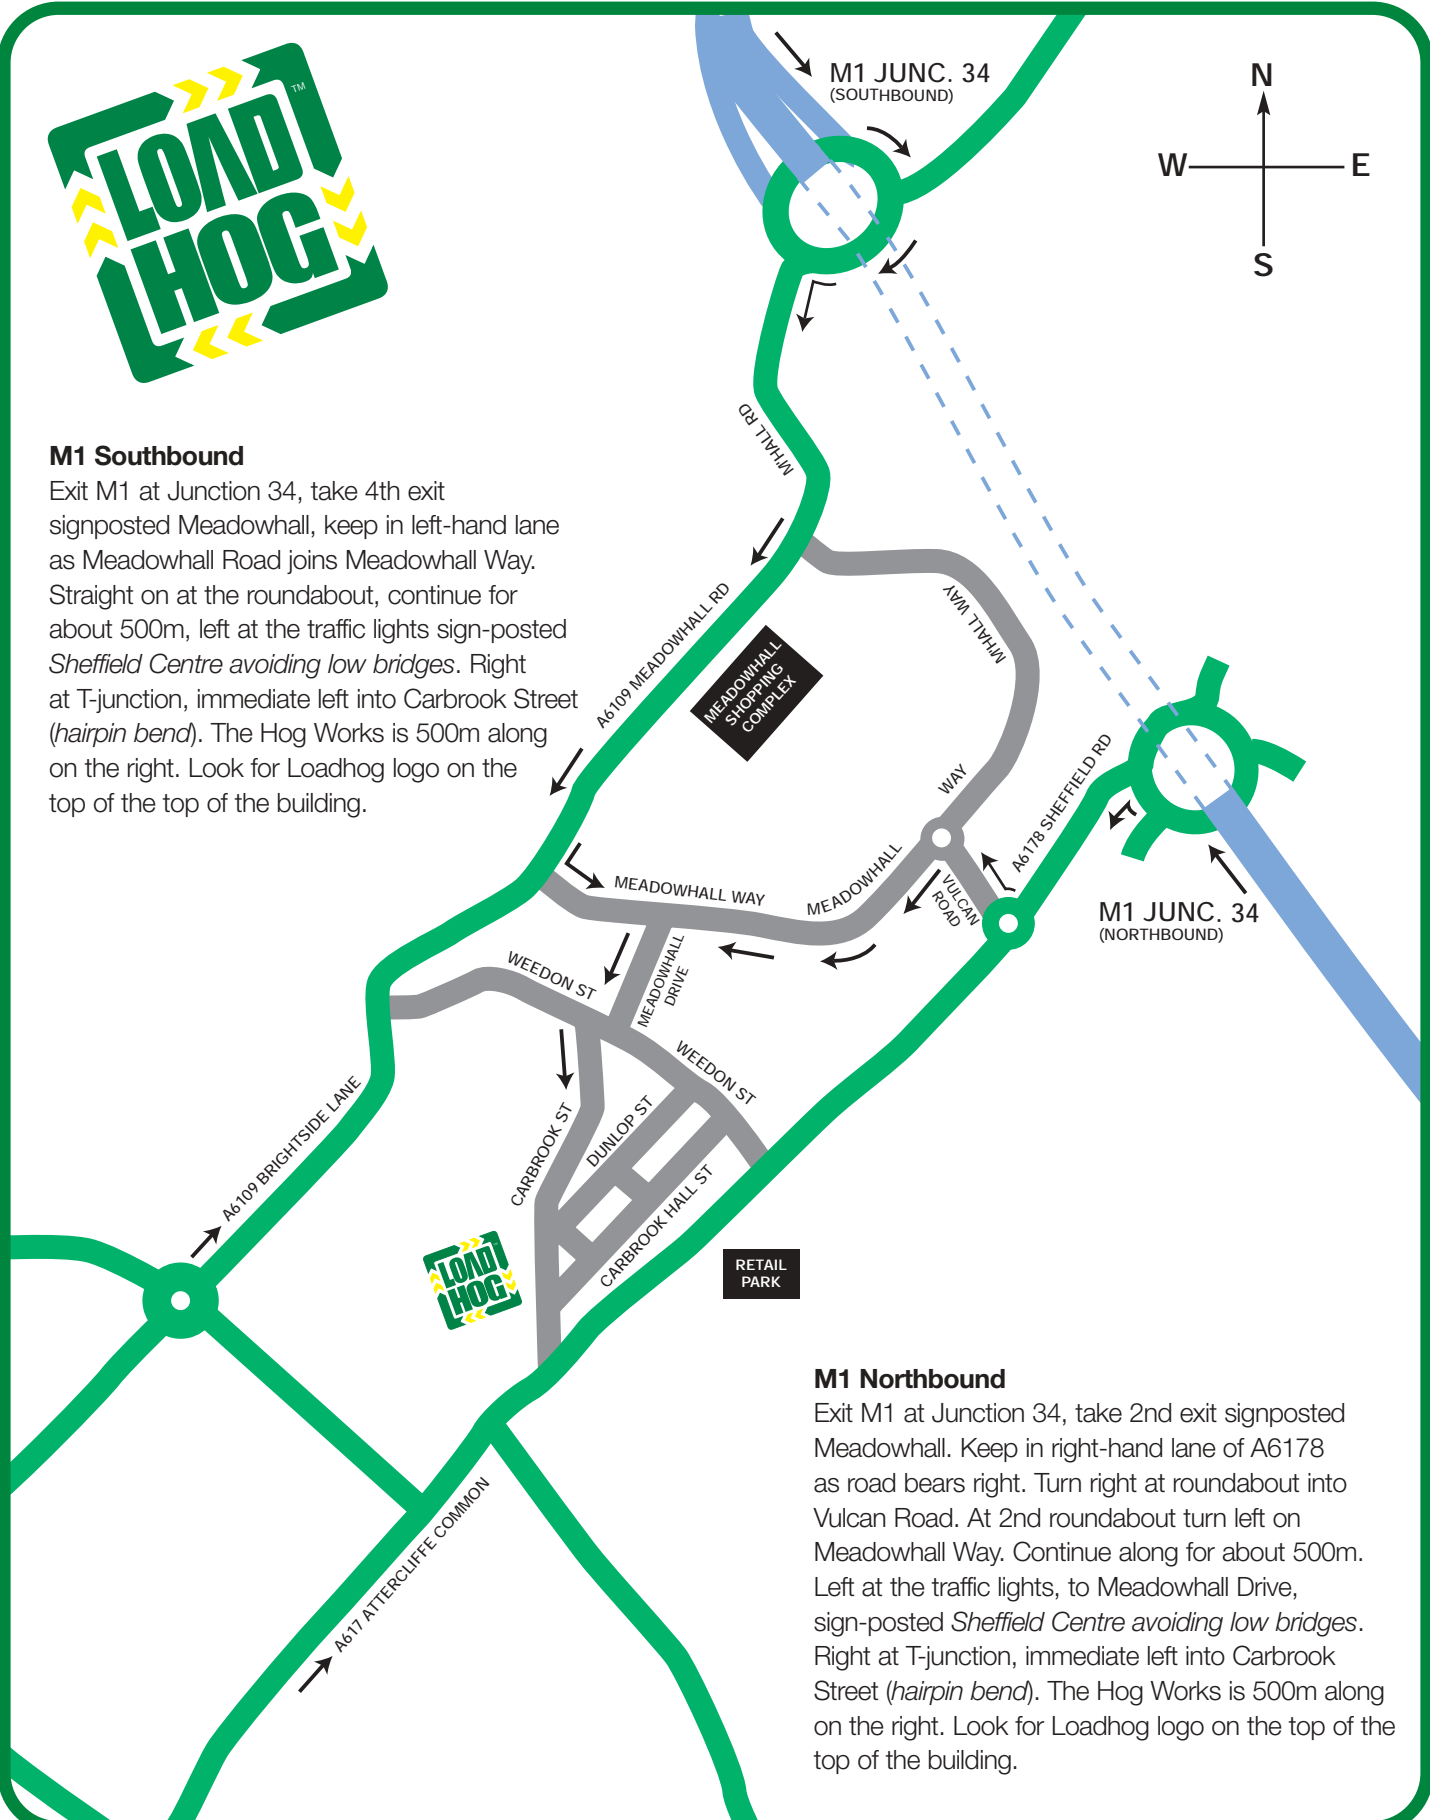 LOAD
HOG
TM
M1 JUNC. 34
(SOUTHBOUND)
N
W
E
S
M1 Southbound
Exit M1 at Junction 34, take 4th exit
signposted Meadowhall, keep in left-hand lane
as Meadowhall Road joins Meadowhall Way.
Straight on at the roundabout, continue for
about 500m, left at the traffic lights sign-posted
Sheffield Centre avoiding low bridges. Right
at T-junction, immediate left into Carbrook Street
(hairpin bend). The Hog Works is 500m along
on the right. Look for Loadhog logo on the
top of the top of the building.
M'HALL RD
A6109 MEADOWHALL RD
MEADOWHALL
SHOPPING
COMPLEX
M'HALL WAY
WAY
MEADOWHALL
A6178 SHEFFIELD RD
VULCAN
ROAD
M1 JUNC. 34
(NORTHBOUND)
MEADOWHALL WAY
MEADOWHALL
DRIVE
WEEDON ST
WEEDON ST
CARBROOK ST
DUNLOP ST
CARBROOK HALL ST
A6109 BRIGHTSIDE LANE
LOAD
HOG
RETAIL
PARK
A617 ATTERCLIFFE COMMON
M1 Northbound
Exit M1 at Junction 34, take 2nd exit signposted
Meadowhall. Keep in right-hand lane of A6178
as road bears right. Turn right at roundabout into
Vulcan Road. At 2nd roundabout turn left on
Meadowhall Way. Continue along for about 500m.
Left at the traffic lights, to Meadowhall Drive,
sign-posted Sheffield Centre avoiding low bridges.
Right at T-junction, immediate left into Carbrook
Street (hairpin bend). The Hog Works is 500m along
on the right. Look for Loadhog logo on the top of the
top of the building.